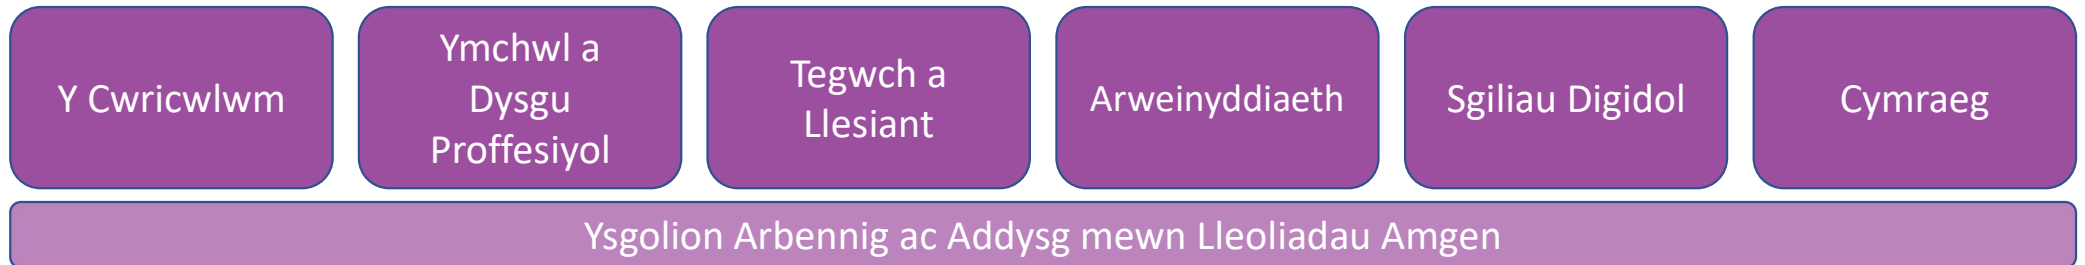 Y Cwricwlwm
Ymchwl a
Dysgu
Proffesiyol
Tegwch a
Llesiant
Arweinyddiaeth
Sgiliau Digidol
Cymraeg
Ysgolion Arbennig ac Addysg mewn Lleoliadau Amgen